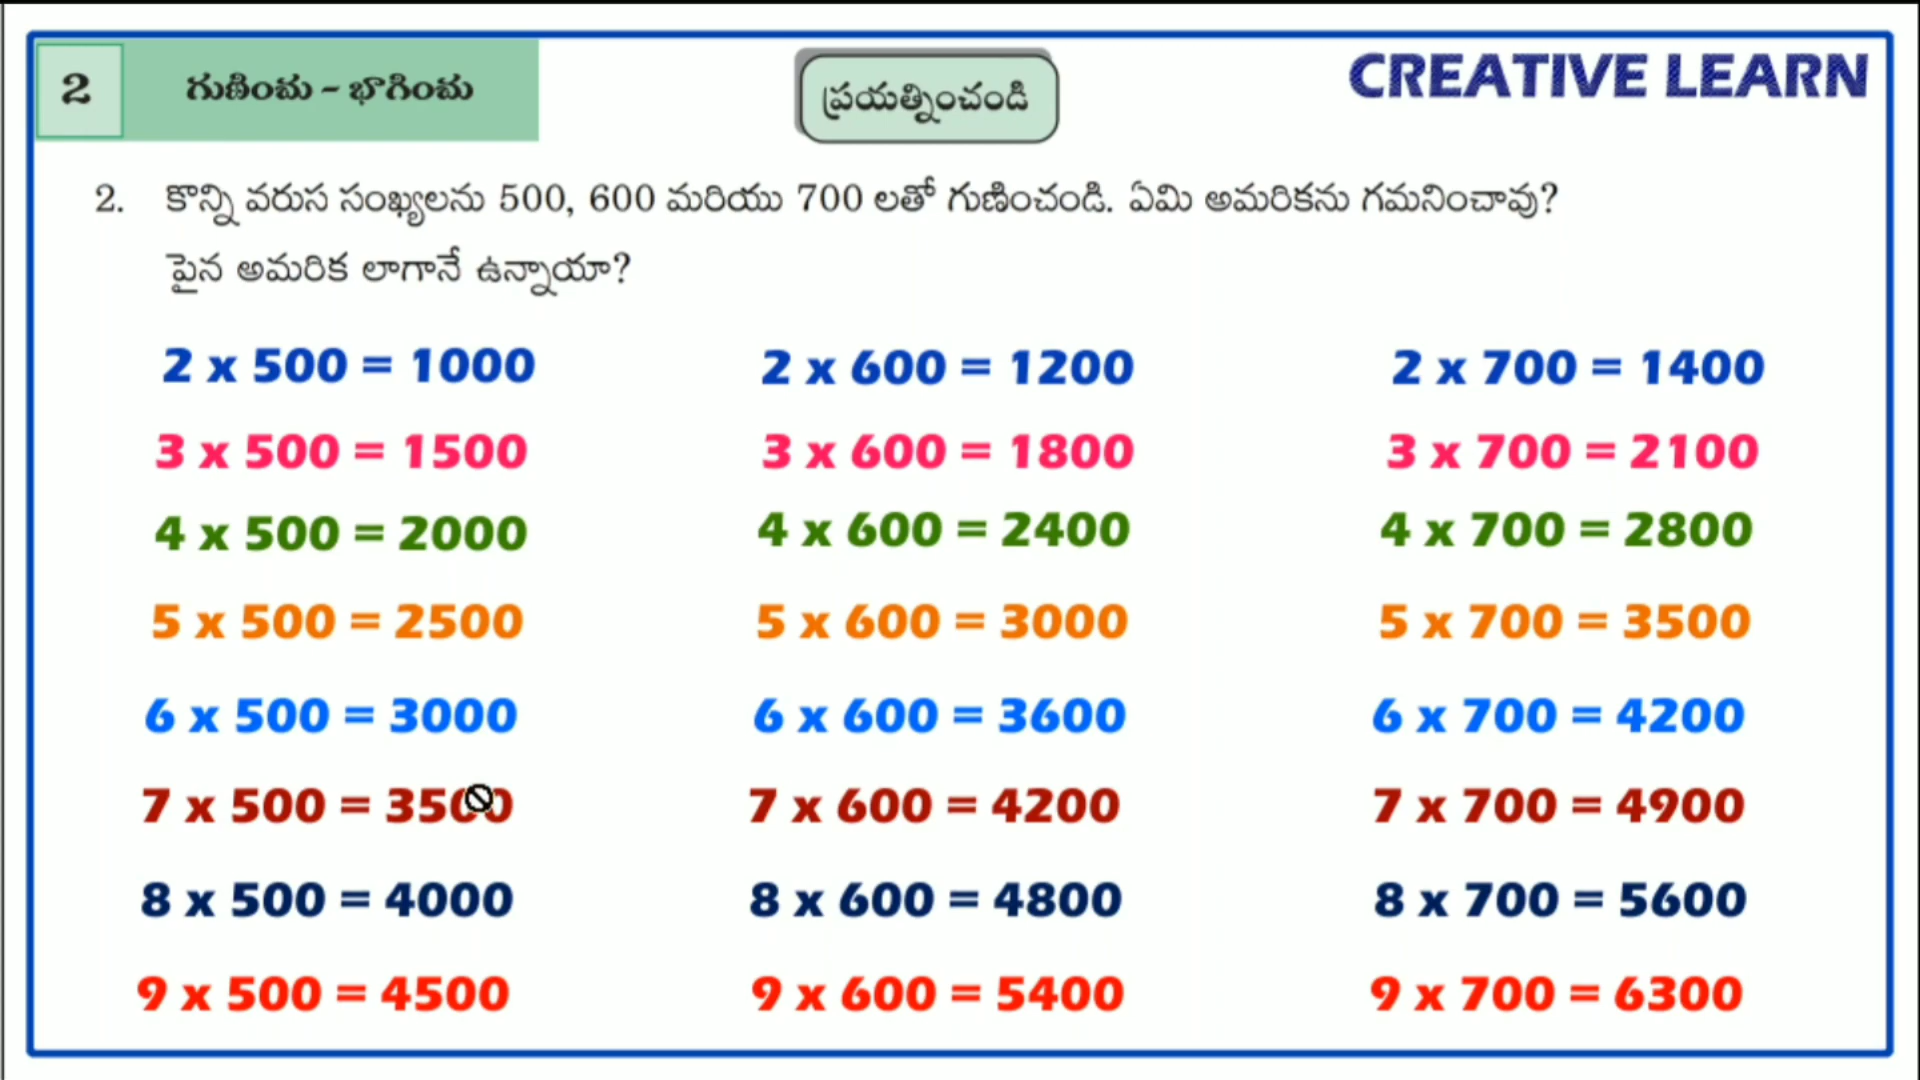 2 గుణించు – భాగించు
ప్రయత్నించండి
CREATIVE LEARN
2. కొన్ని వరుస సంఖ్యలను 500, 600 మరియు 700 లతో గుణించండి. ఏమి అమరికను గమనించావు?
పైన అమరిక లాగానే ఉన్నాయా?
2 x 500 = 1000 2 x 600 = 1200 2 x 700 = 1400
3 x 500 = 1500 3 x 600 = 1800 3 x 700 = 2100
4 x 500 = 2000 4 x 600 = 2400 4 x 700 = 2800
5 x 500 = 2500 5 x 600 = 3000 5 x 700 = 3500
6 x 500 = 3000 6 x 600 = 3600 6 x 700 = 4200
7 x 500 = 3500 7 x 600 = 4200 7 x 700 = 4900
8 x 500 = 4000 8 x 600 = 4800 8 x 700 = 5600
9 x 500 = 4500 9 x 600 = 5400 9 x 700 = 6300